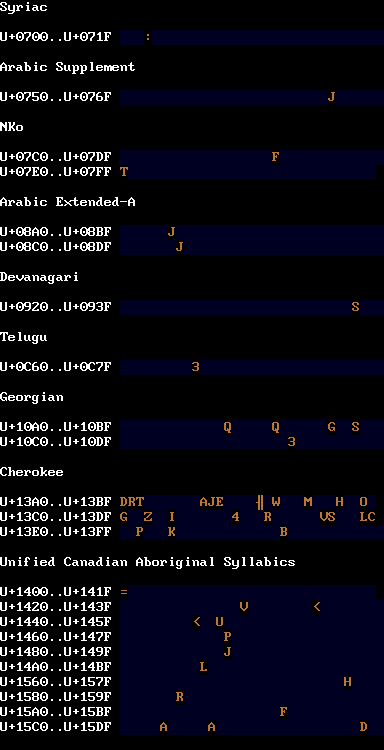 Syriac
U+0700..U+071F :
Arabic Supplement
U+0750..U+076F J
NKo
U+07C0..U+07DF F
U+07E0..U+07FF T
Arabic Extended-A
U+08A0..U+08BF J
U+08C0..U+08DF J
Devanagari
U+0920..U+093F S
Telugu
U+0C60..U+0C7F 3
Georgian
U+10A0..U+10BF Q Q G S
U+10C0..U+10DF 3
Cherokee
U+13A0..U+13BF DRT AJE ╢ W M H O
U+13C0..U+13DF G Z I 4 R VS LC
U+13E0..U+13FF P K B
Unified Canadian Aboriginal Syllabics
U+1400..U+141F =
U+1420..U+143F V <
U+1440..U+145F < U
U+1460..U+147F P
U+1480..U+149F J
U+14A0..U+14BF L
U+1560..U+157F H
U+1580..U+159F R
U+15A0..U+15BF F
U+15C0..U+15DF A A D